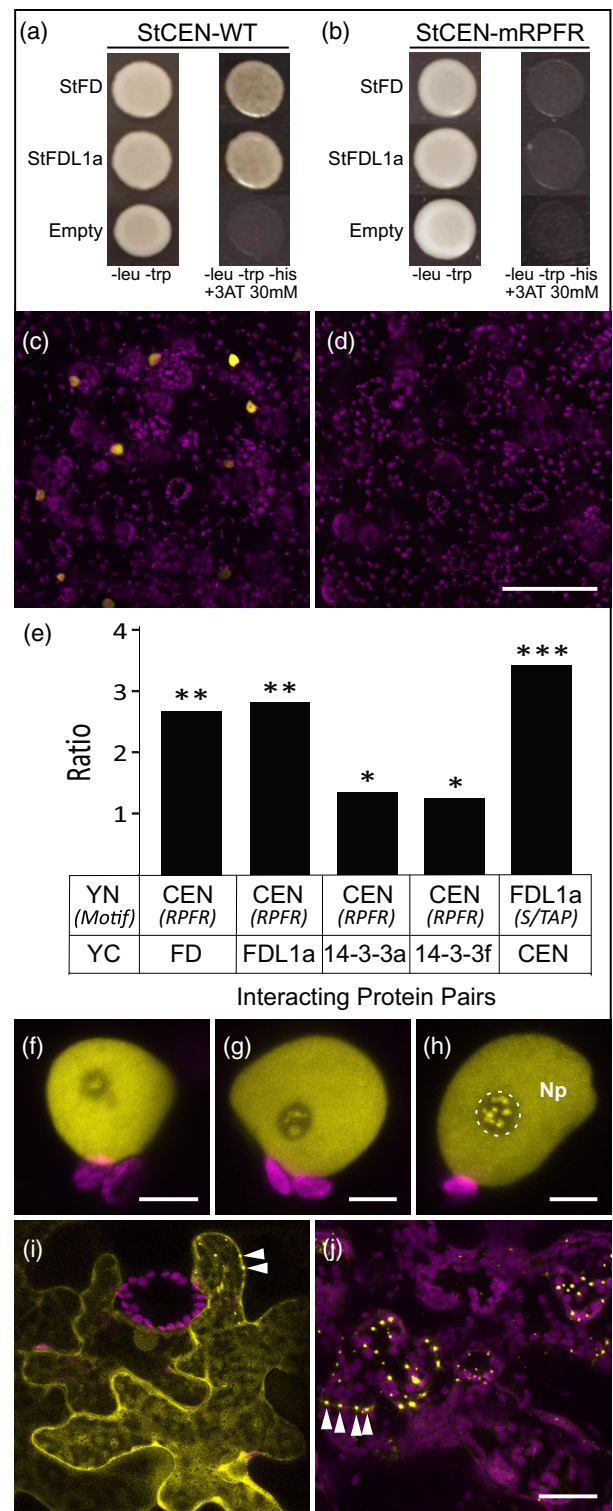 (a) StCEN-WT (b) StCEN-mRPFR
StFD StFD
StFDL1a StFDL1a
Empty Empty
-leu -trp -leu -trp -his -leu -trp -leu -trp -his
+3AT 30mM +3AT 30mM
(c) (d)
(e)
4
3
2
1
Ratio
** ** * * ***
YN CEN CEN CEN CEN FDL1a
(Motif) (RPFR) (RPFR) (RPFR) (RPFR) (S/TAP)
YC FD FDL1a 14-3-3a 14-3-3f CEN
Interacting Protein Pairs
(f) (g) (h)
Np
(i) (j)